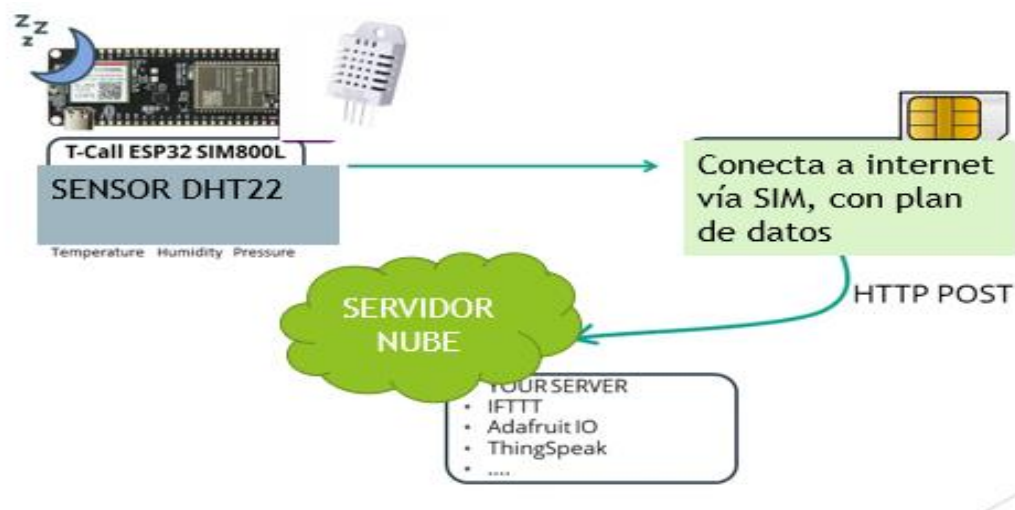 z z
z
T-Call ESP32 SIM800L
SENSOR DHT22
Temperature Humidity Pressure
Conecta a internet
vía SIM, con plan
de datos
HTTP POST
SERVIDOR
NUBE
YOUR SERVER
• IFTTT
• Adafruit IO
• ThingSpeak
• ....